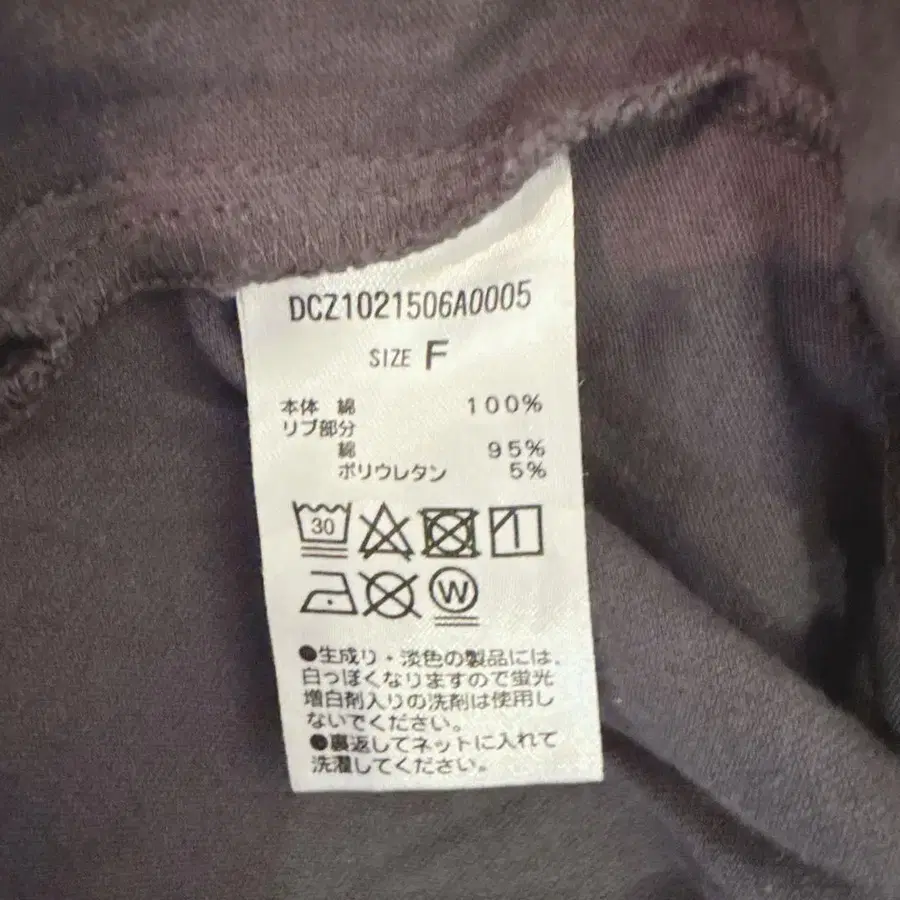 DCZ1021506A0005
SIZE F
本体 綿 100%
リブ部分
綿 95%
ポリウレタン 5%
30
W
●生成り・淡色の製品には、
白っぽくなりますので蛍光
増白剤入りの洗剤は使用し
ないでください。
●裏返してネットに入れて
洗濯してください。